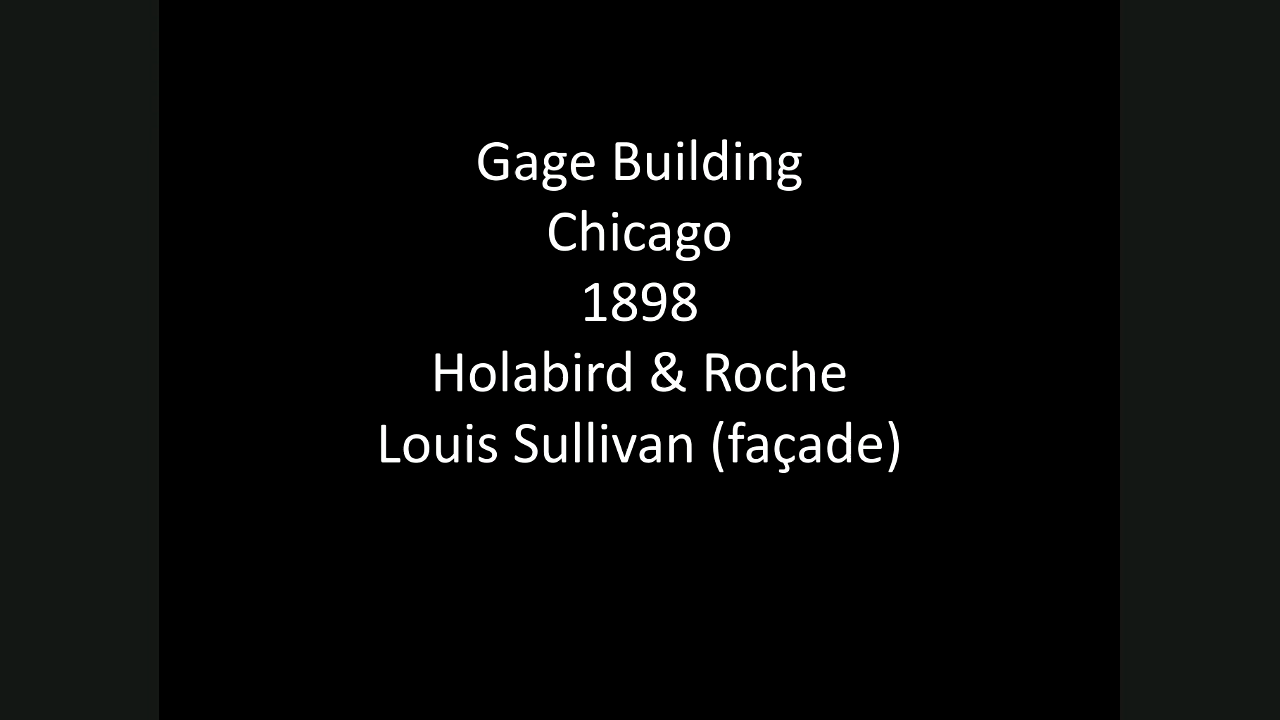 Gage Building
Chicago
1898
Holabird & Roche
Louis Sullivan (façade)